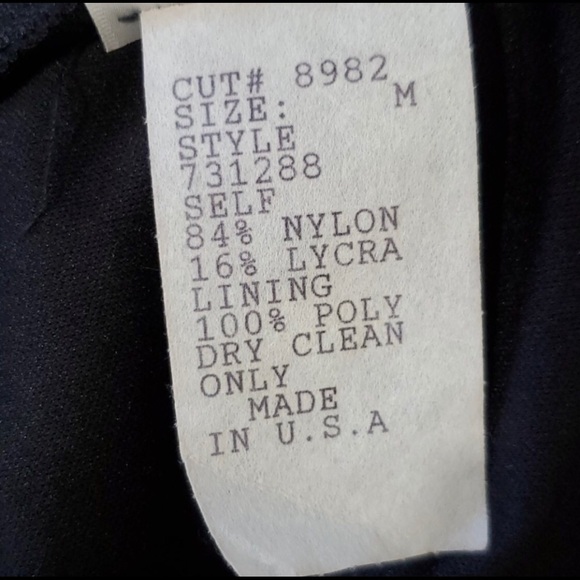 CUT# 8982
SIZE: M
STYLE
731288
SELF
84% NYLON
16% LYCRA
LINING
100% POLY
DRY CLEAN
ONLY
MADE
IN U.S.A